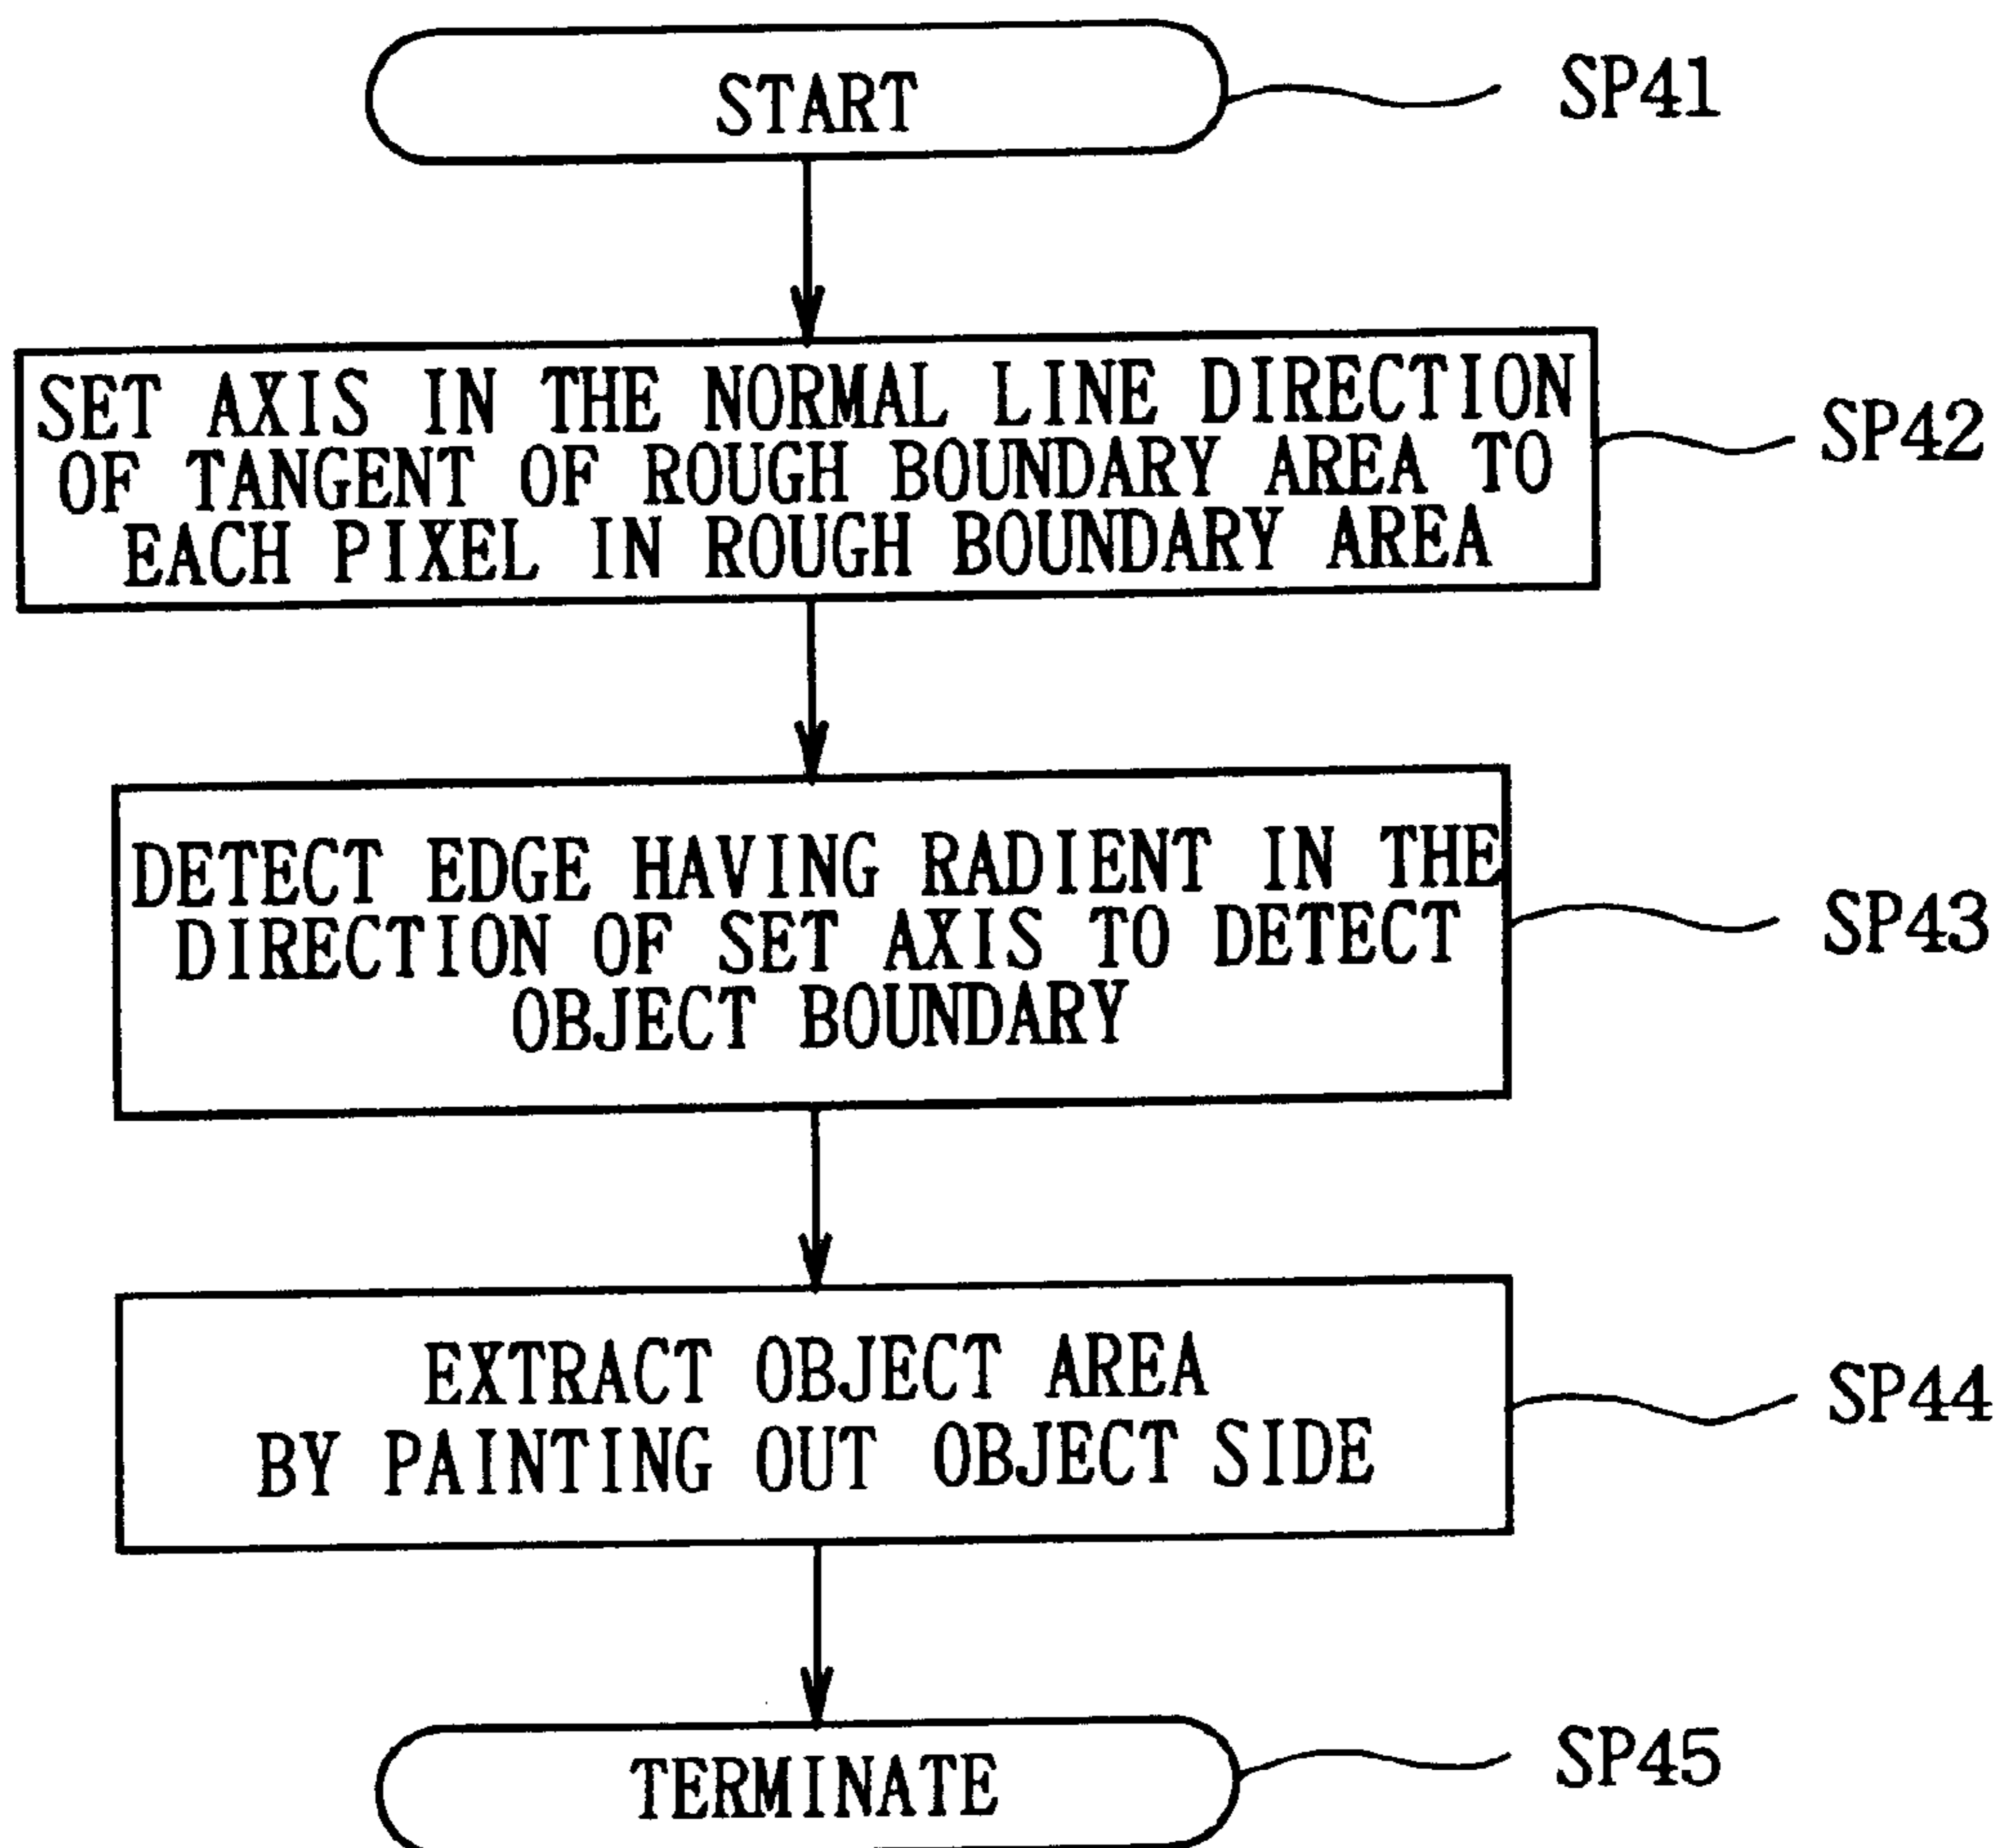 START
SP41
SET AXIS IN THE NORMAL LINE DIRECTION
OF TANGENT OF ROUGH BOUNDARY AREA TO
EACH PIXEL IN ROUGH BOUNDARY AREA
SP42
DETECT EDGE HAVING RADIENT IN THE
DIRECTION OF SET AXIS TO DETECT
OBJECT BOUNDARY
SP43
EXTRACT OBJECT AREA
BY PAINTING OUT OBJECT SIDE
SP44
TERMINATE
SP45